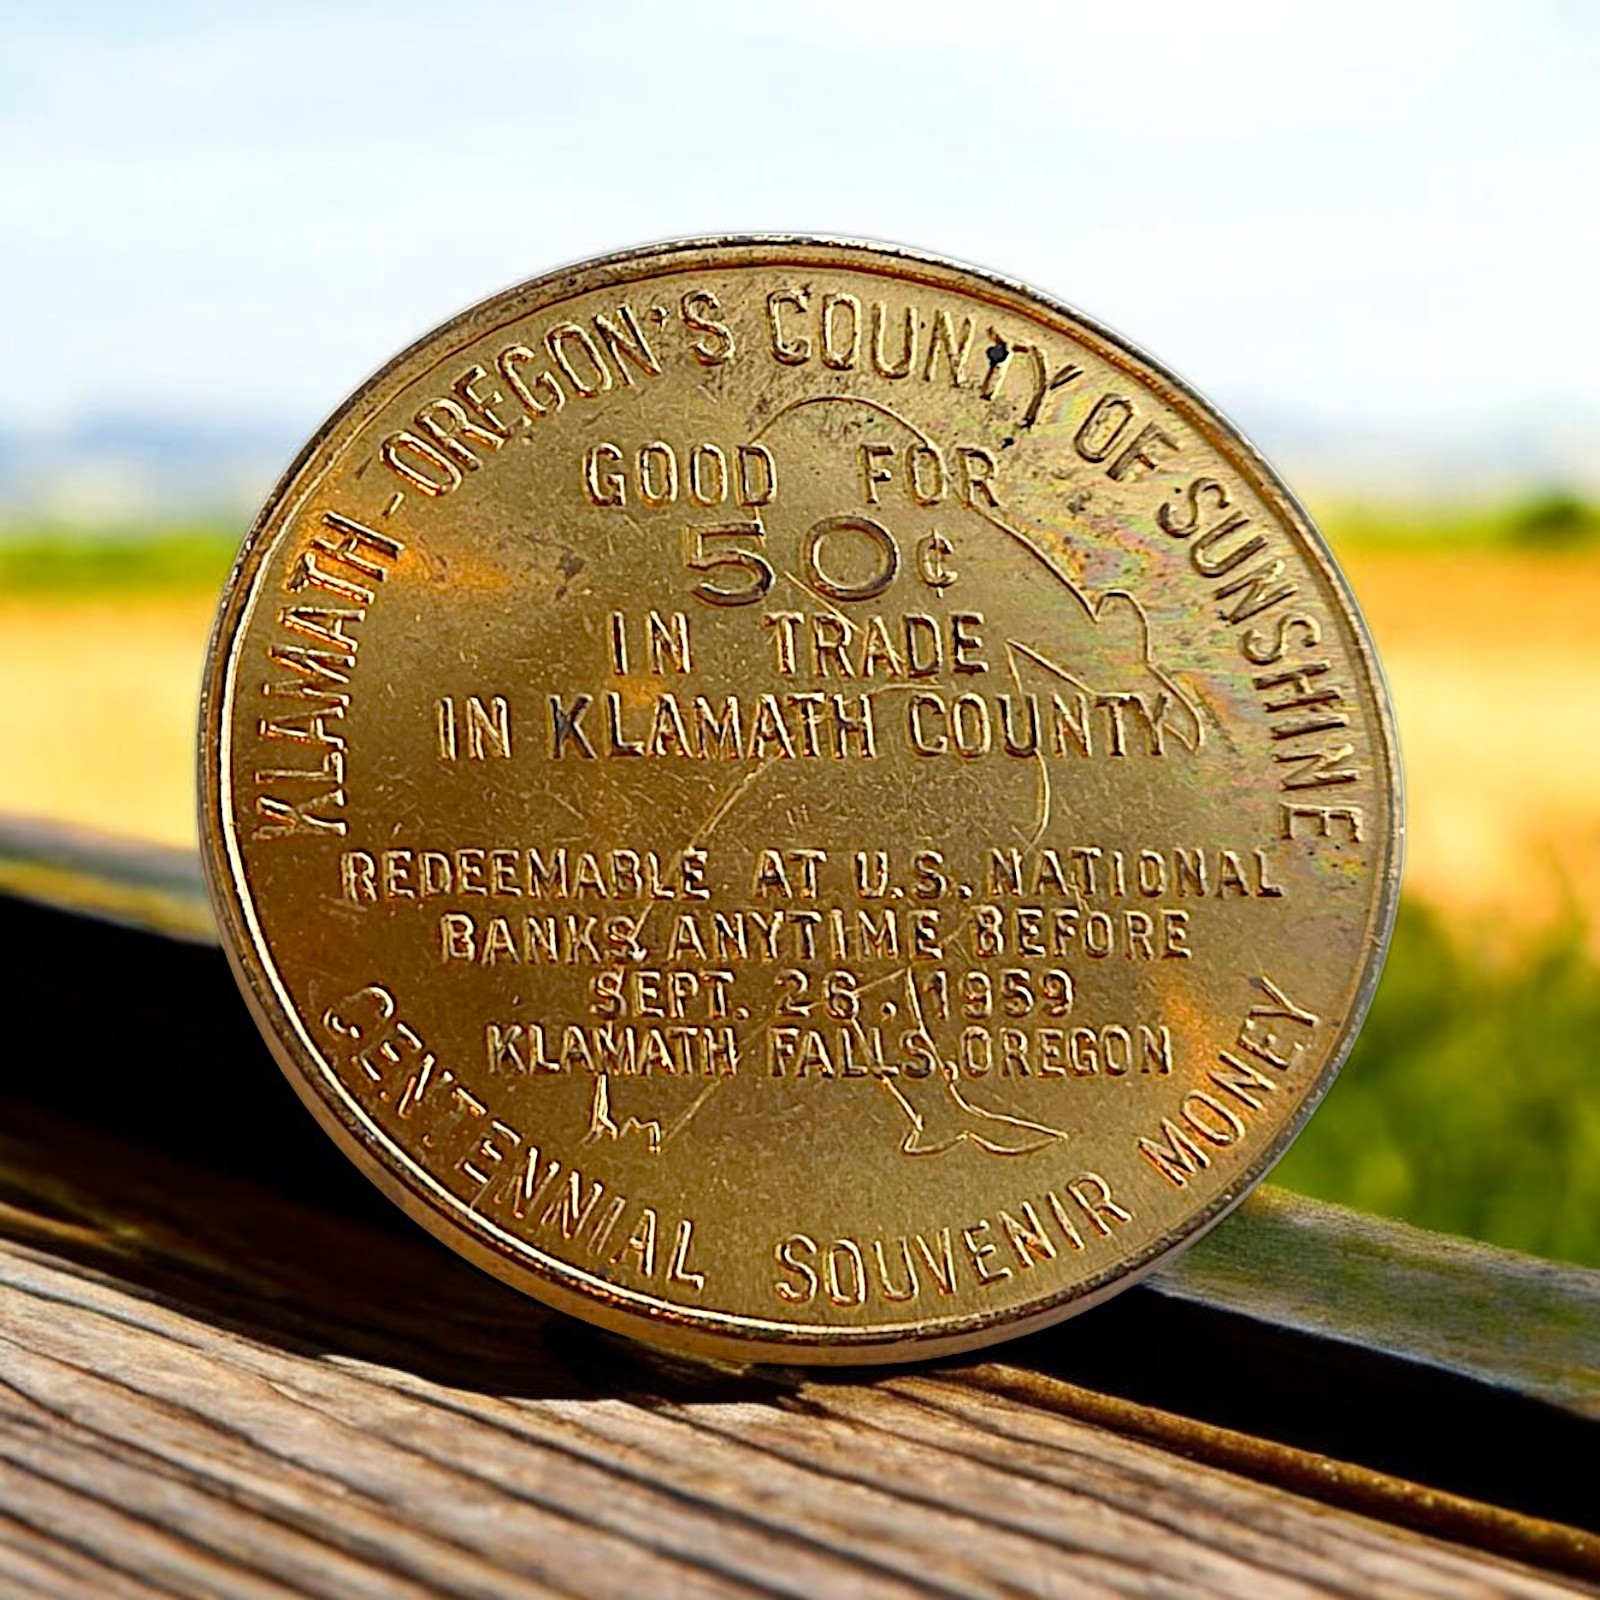 KLAMATH - OREGON'S COUNTY OF SUNSHINE
GOOD FOR
50¢
IN TRADE
IN KLAMATH COUNTY
REDEEMABLE AT U.S. NATIONAL
BANKS ANYTIME BEFORE
SEPT. 26, 1959
KLAMATH FALLS, OREGON
CENTENNIAL SOUVENIR MONEY